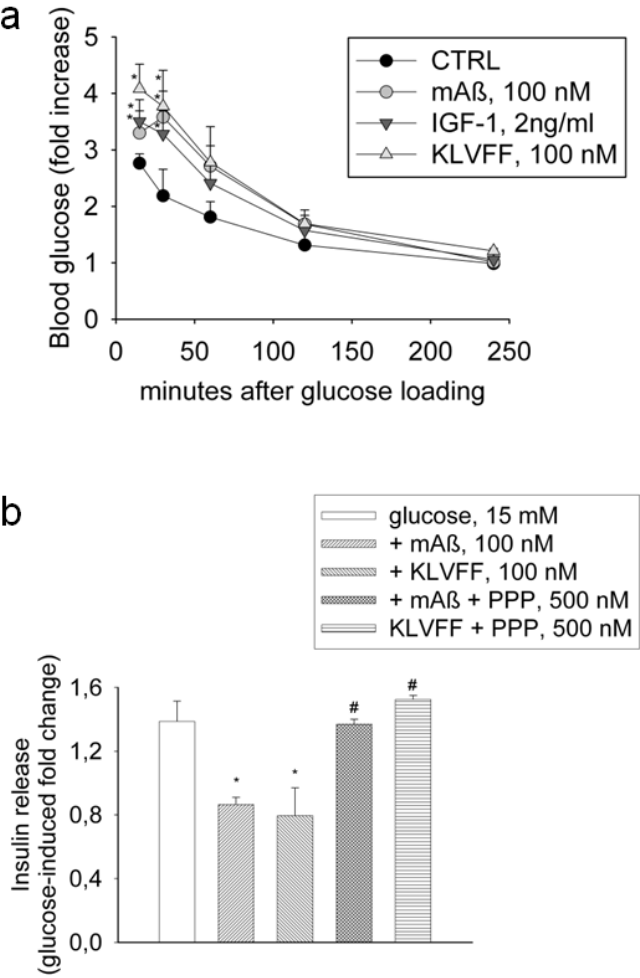 a
Blood glucose (fold increase)
5
4
3
2
1
0
* * * * * *
0 50 100 150 200 250
minutes after glucose loading
CTRL
mAß, 100 nM
IGF-1, 2ng/ml
KLVFF, 100 nM
b
glucose, 15 mM
+ mAß, 100 nM
+ KLVFF, 100 nM
+ mAß + PPP, 500 nM
KLVFF + PPP, 500 nM
Insulin release
(glucose-induced fold change)
1,6
1,2
0,8
0,4
0,0
* * # #